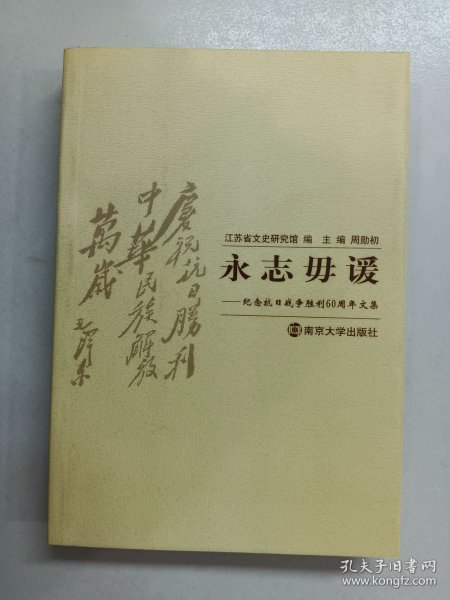 慶祝抗日勝利
中華民族解放
萬歲
毛澤東
江苏省文史研究馆 编 主 编 周勋初
永志毋谖
——纪念抗日战争胜利60周年文集
南京大学出版社
孔夫子旧书网
www.kongfz.com